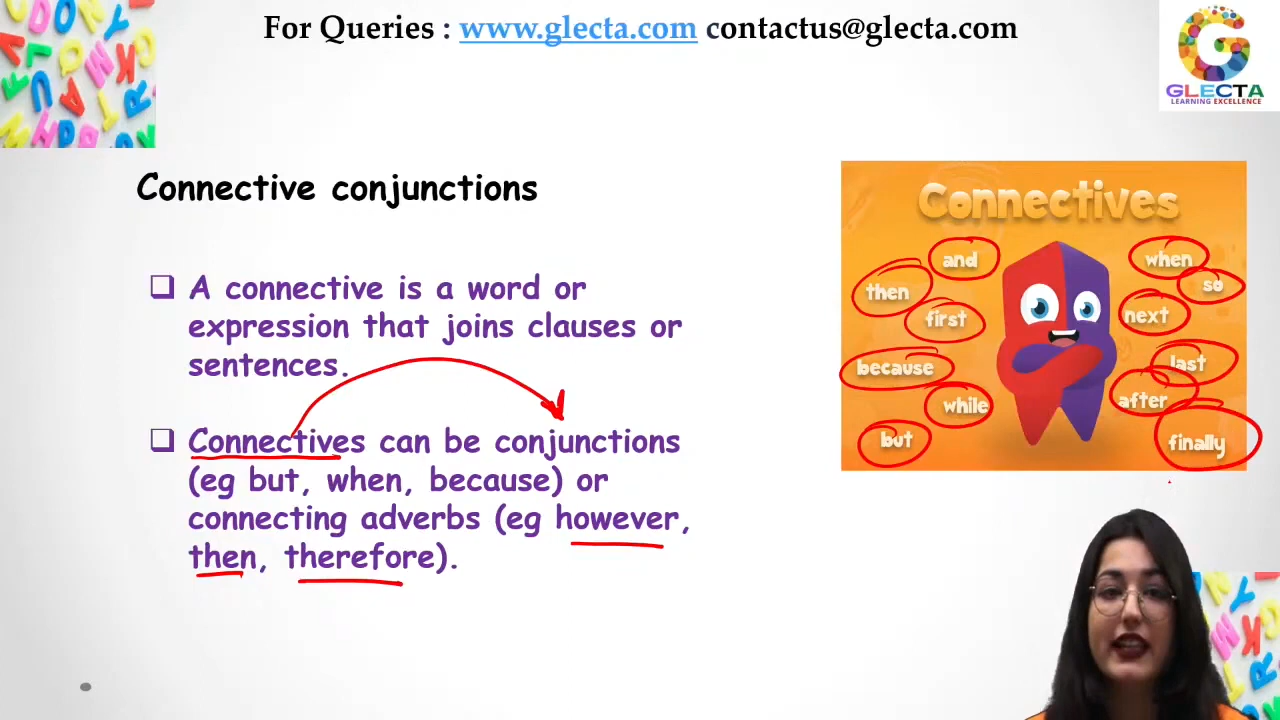 For Queries : www.glecta.com contactus@glecta.com
GLECTA
LEARNING EXCELLENCE
Connective conjunctions
❑ A connective is a word or
expression that joins clauses or
sentences.
❑ Connectives can be conjunctions
(eg but, when, because) or
connecting adverbs (eg however,
then, therefore).
Connectives
and
when
then
so
first
next
because
last
while
after
but
finally